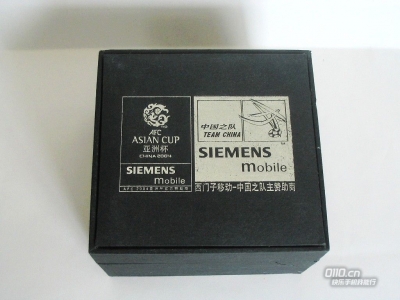 AFC
ASIAN CUP
亚洲杯
CHINA 2004
SIEMENS
mobile
中国之队
TEAM CHINA
SIEMENS
mobile
西门子移动-中国之队主赞助商
0110.cn